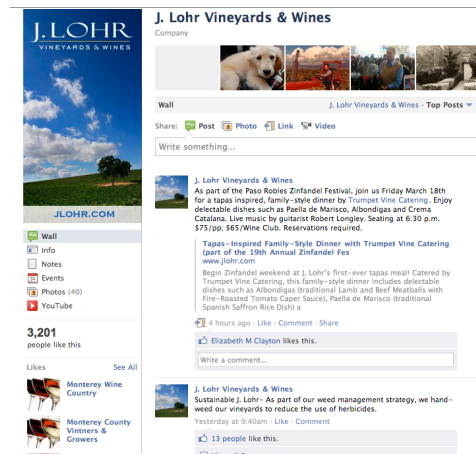 J. LOHR
VINEYARDS & WINES
JLOHR.COM
Wall
Info
Notes
Events
Photos (40)
YouTube
3,201
people like this
Likes See All
Monterey Wine
Country
Monterey County
Vintners &
Growers
J. Lohr Vineyards & Wines
Company
Wall J. Lohr Vineyards & Wines · Top Posts
Share: Post Photo Link Video
Write something...
J. Lohr Vineyards & Wines
As part of the Paso Robles Zinfandel Festival, join us Friday March 18th
for a tapas inspired, family-style dinner by Trumpet Vine Catering. Enjoy
delectable dishes such as Paella de Marisco, Albondigas and Crema
Catalana. Live music by guitarist Robert Longley. Seating at 6:30 p.m.
$75/pp; $65/Wine Club. Reservations required.
Tapas-Inspired Family-Style Dinner with Trumpet Vine Catering
(part of the 19th Annual Zinfandel Fes
www.jlohr.com
Begin Zinfandel weekend at J. Lohr's first-ever tapas meal! Catered by
Trumpet Vine Catering, this family-style dinner includes delectable
dishes such as Albondigas (traditional Lamb and Beef Meatballs with
Fire-Roasted Tomato Caper Sauce), Paella de Marisco (traditional
Spanish Saffron Rice Dish) a
4 hours ago · Like · Comment · Share
Elizabeth M Clayton likes this.
Write a comment...
J. Lohr Vineyards & Wines
Sustainable J. Lohr- As part of our weed management strategy, we hand-
weed our vineyards to reduce the use of herbicides.
Yesterday at 9:40am · Like · Comment
13 people like this.